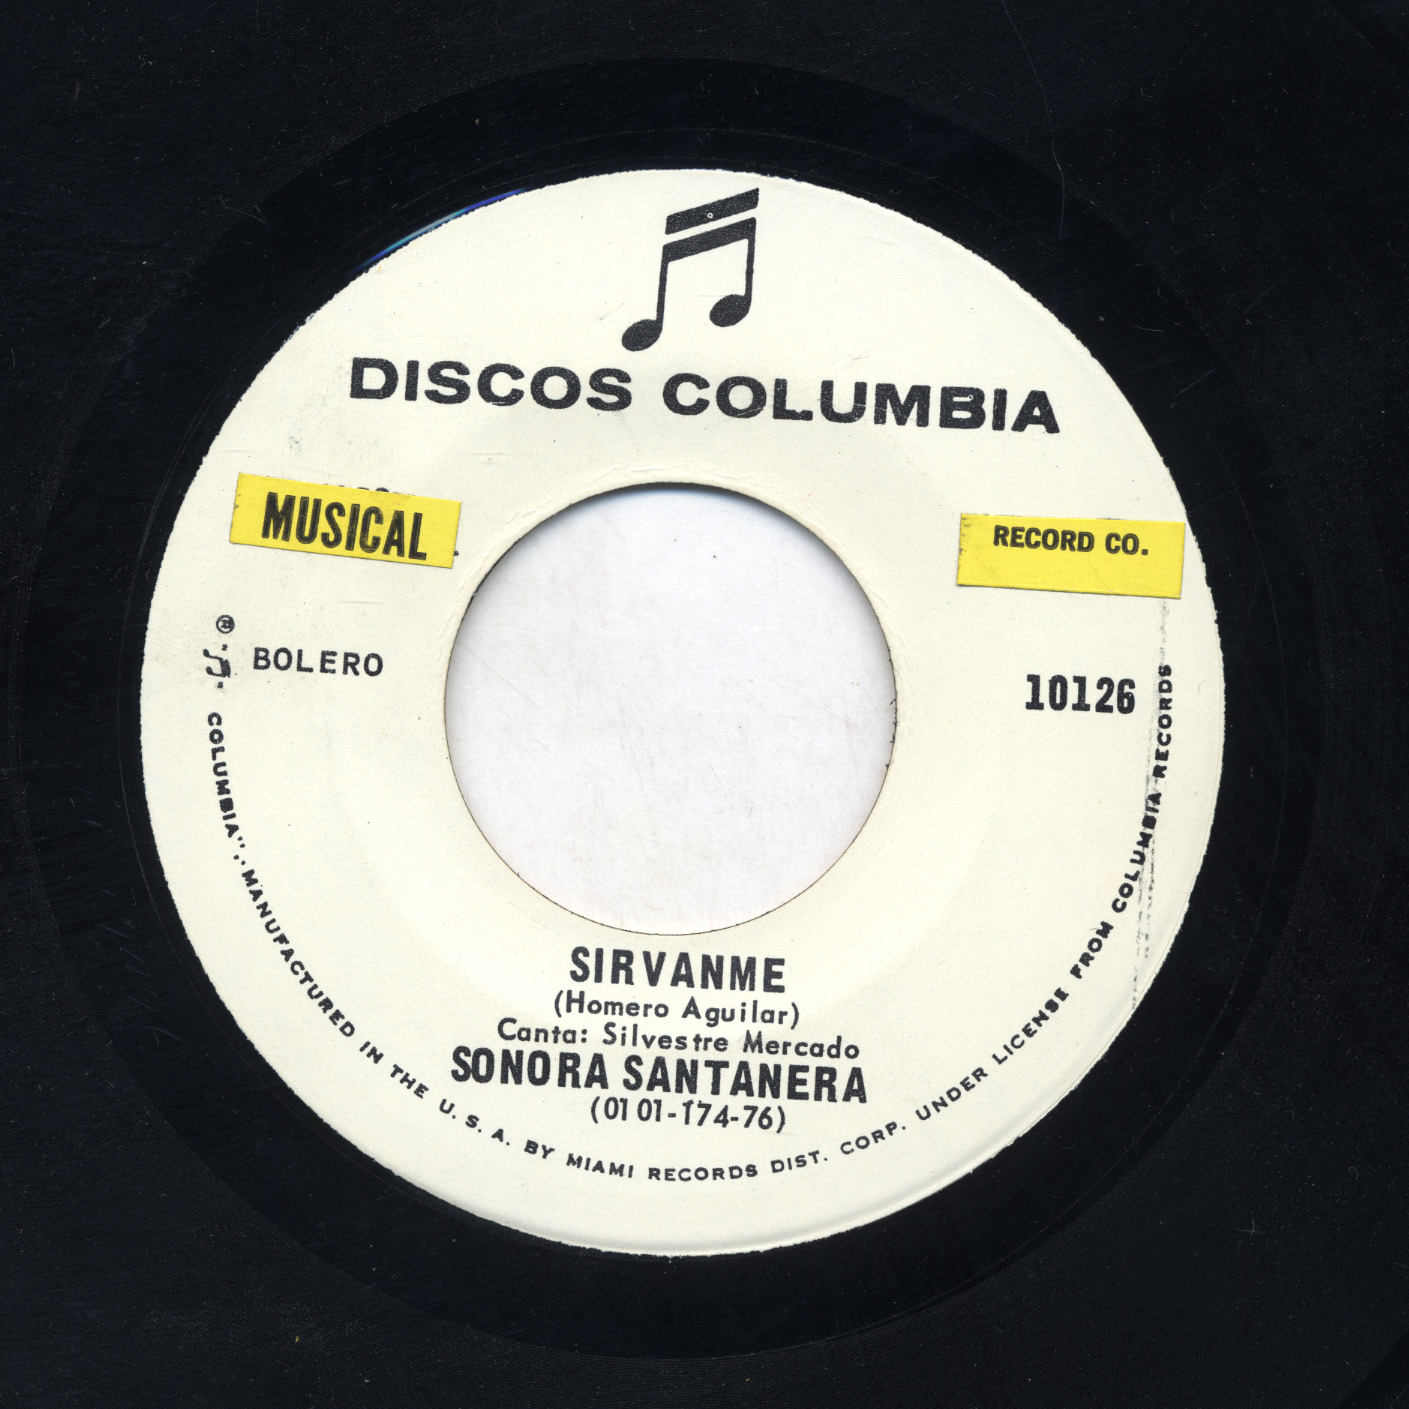 DISCOS COLUMBIA
MUSICAL
RECORD CO.
BOLERO
10126
SIRVANME
(Homero Aguilar)
Canta: Silvestre Mercado
SONORA SANTANERA
(01 01-174-76)
® "♫" COLUMBIA", MANUFACTURED IN THE U. S. A. BY MIAMI RECORDS DIST. CORP. UNDER LICENSE FROM COLUMBIA RECORDS